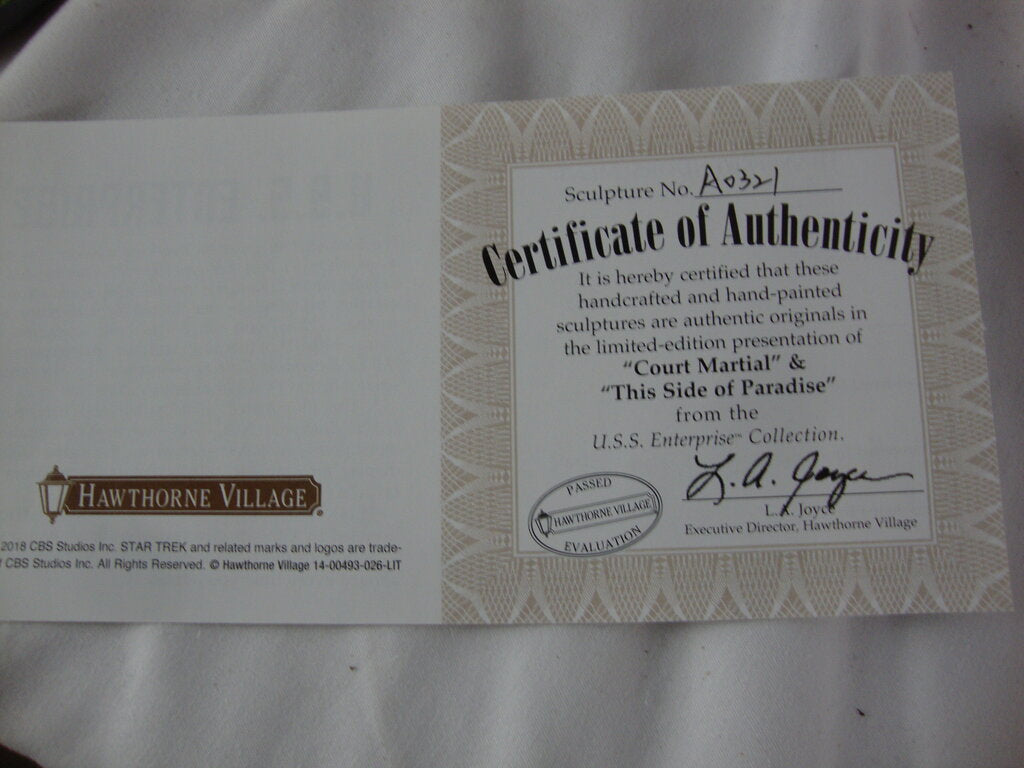 HAWTHORNE VILLAGE
2018 CBS Studios Inc. STAR TREK and related marks and logos are trade-
CBS Studios Inc. All Rights Reserved. © Hawthorne Village 14-00493-026-LIT
Sculpture No. A0321
Certificate of Authenticity
It is hereby certified that these
handcrafted and hand-painted
sculptures are authentic originals in
the limited-edition presentation of
"Court Martial" &
"This Side of Paradise"
from the
U.S.S. Enterprise™ Collection.
L. A. Joyce
L.A. Joyce
Executive Director, Hawthorne Village
PASSED
HAWTHORNE VILLAGE
EVALUATION